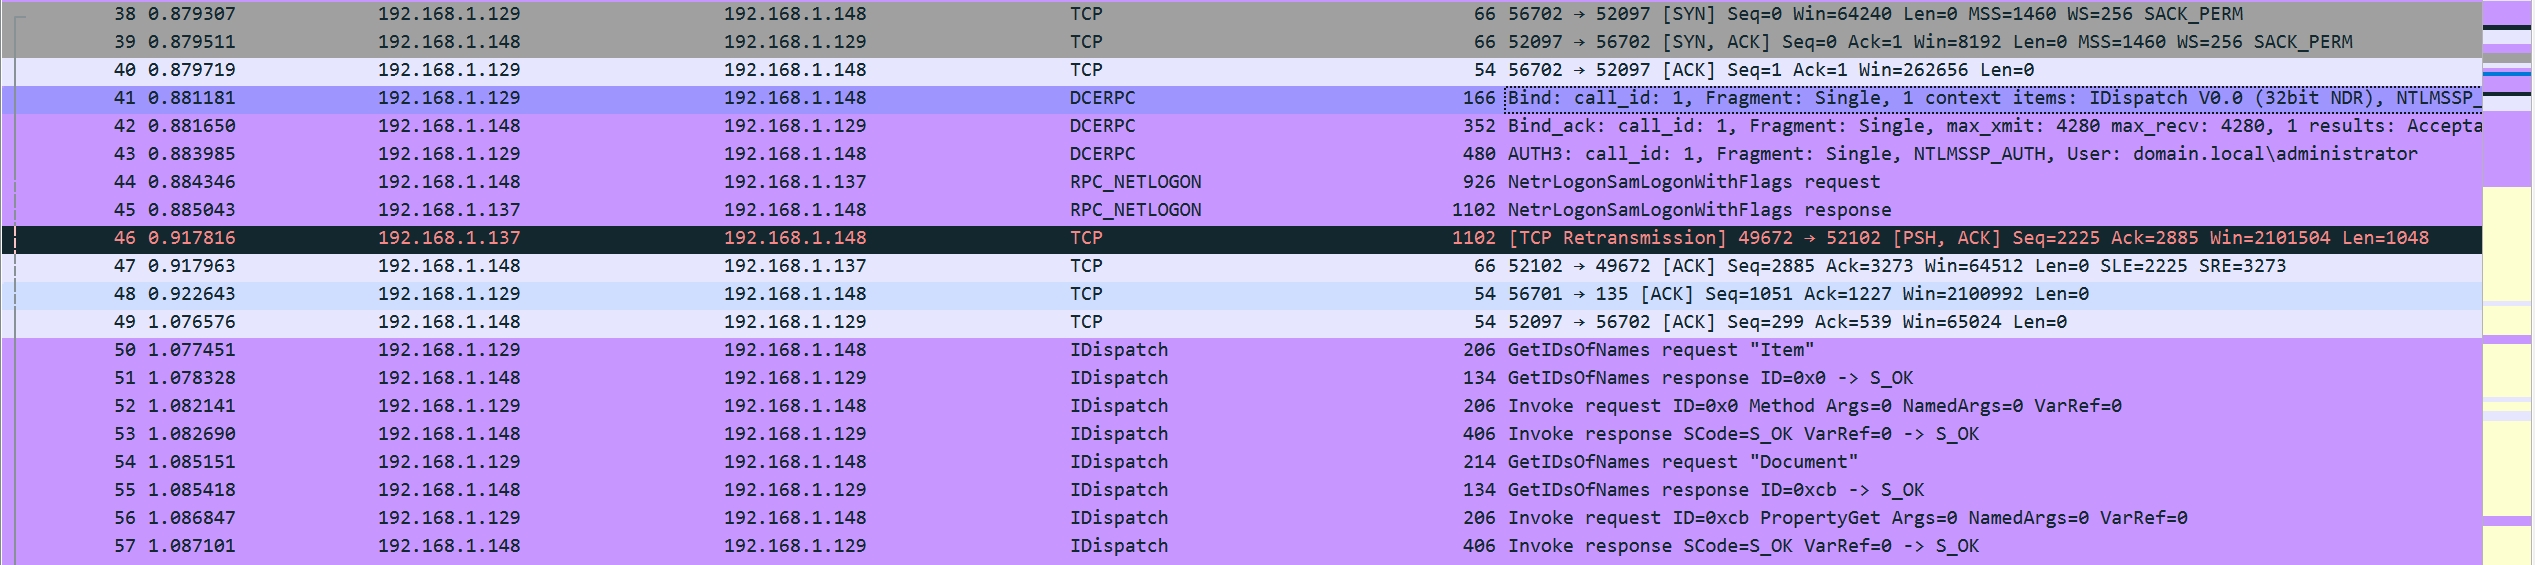 38 0.879307 192.168.1.129 192.168.1.148 TCP 66 56702 → 52097 [SYN] Seq=0 Win=64240 Len=0 MSS=1460 WS=256 SACK_PERM
39 0.879511 192.168.1.148 192.168.1.129 TCP 66 52097 → 56702 [SYN, ACK] Seq=0 Ack=1 Win=8192 Len=0 MSS=1460 WS=256 SACK_PERM
40 0.879719 192.168.1.129 192.168.1.148 TCP 54 56702 → 52097 [ACK] Seq=1 Ack=1 Win=262656 Len=0
41 0.881181 192.168.1.129 192.168.1.148 DCERPC 166 Bind: call_id: 1, Fragment: Single, 1 context items: IDispatch V0.0 (32bit NDR), NTLMSSP_
42 0.881650 192.168.1.148 192.168.1.129 DCERPC 352 Bind_ack: call_id: 1, Fragment: Single, max_xmit: 4280 max_recv: 4280, 1 results: Accepta
43 0.883985 192.168.1.129 192.168.1.148 DCERPC 480 AUTH3: call_id: 1, Fragment: Single, NTLMSSP_AUTH, User: domain.local\administrator
44 0.884346 192.168.1.148 192.168.1.137 RPC_NETLOGON 926 NetrLogonSamLogonWithFlags request
45 0.885043 192.168.1.137 192.168.1.148 RPC_NETLOGON 1102 NetrLogonSamLogonWithFlags response
46 0.917816 192.168.1.137 192.168.1.148 TCP 1102 [TCP Retransmission] 49672 → 52102 [PSH, ACK] Seq=2225 Ack=2885 Win=2101504 Len=1048
47 0.917963 192.168.1.148 192.168.1.137 TCP 66 52102 → 49672 [ACK] Seq=2885 Ack=3273 Win=64512 Len=0 SLE=2225 SRE=3273
48 0.922643 192.168.1.129 192.168.1.148 TCP 54 56701 → 135 [ACK] Seq=1051 Ack=1227 Win=2100992 Len=0
49 1.076576 192.168.1.148 192.168.1.129 TCP 54 52097 → 56702 [ACK] Seq=299 Ack=539 Win=65024 Len=0
50 1.077451 192.168.1.129 192.168.1.148 IDispatch 206 GetIDsOfNames request "Item"
51 1.078328 192.168.1.148 192.168.1.129 IDispatch 134 GetIDsOfNames response ID=0x0 -> S_OK
52 1.082141 192.168.1.129 192.168.1.148 IDispatch 206 Invoke request ID=0x0 Method Args=0 NamedArgs=0 VarRef=0
53 1.082690 192.168.1.148 192.168.1.129 IDispatch 406 Invoke response SCode=S_OK VarRef=0 -> S_OK
54 1.085151 192.168.1.129 192.168.1.148 IDispatch 214 GetIDsOfNames request "Document"
55 1.085418 192.168.1.148 192.168.1.129 IDispatch 134 GetIDsOfNames response ID=0xcb -> S_OK
56 1.086847 192.168.1.129 192.168.1.148 IDispatch 206 Invoke request ID=0xcb PropertyGet Args=0 NamedArgs=0 VarRef=0
57 1.087101 192.168.1.148 192.168.1.129 IDispatch 406 Invoke response SCode=S_OK VarRef=0 -> S_OK